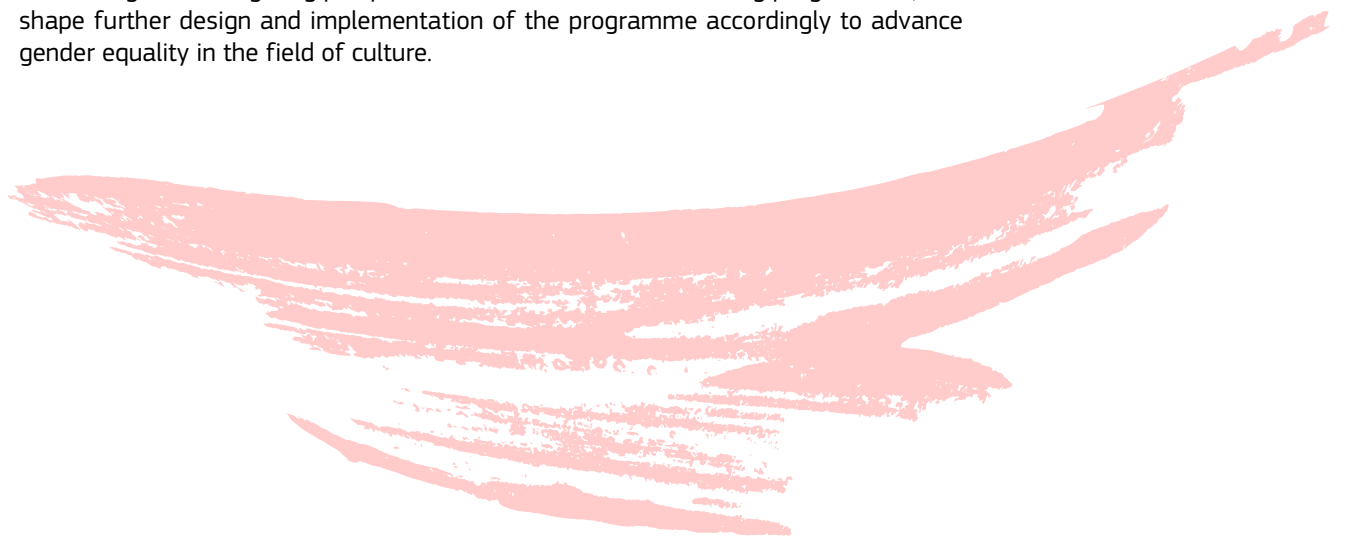 shape further design and implementation of the programme accordingly to advance
gender equality in the field of culture.